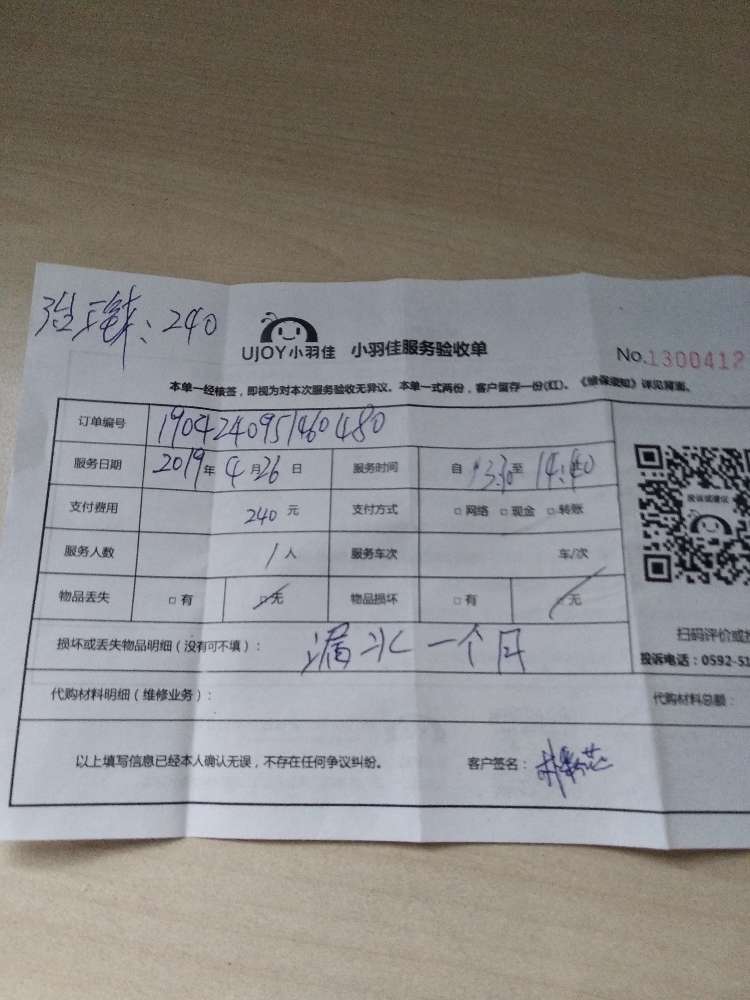 240
UJOY小羽佳 小羽佳服务验收单
No.1300412
本单一经核签，即视为对本次服务验收无异议。本单一式两份，客户留存一份(红)。《维保须知》详见背面。
订单编号 1904240951460480
服务日期 2019年4月26日 服务时间 自13:30至14:40
支付费用 240元 支付方式 □网络 □现金 □转账
服务人数 1人 服务车次 车/次
物品丢失 □有 □无 物品损坏 □有 □无
投诉或建议
扫码评价或
损坏或丢失物品明细（没有可不填）： 漏水一个月
投诉电话：0592-51
代购材料明细（维修业务）： 代购材料总额：
以上填写信息已经本人确认无误，不存在任何争议纠纷。 客户签名：